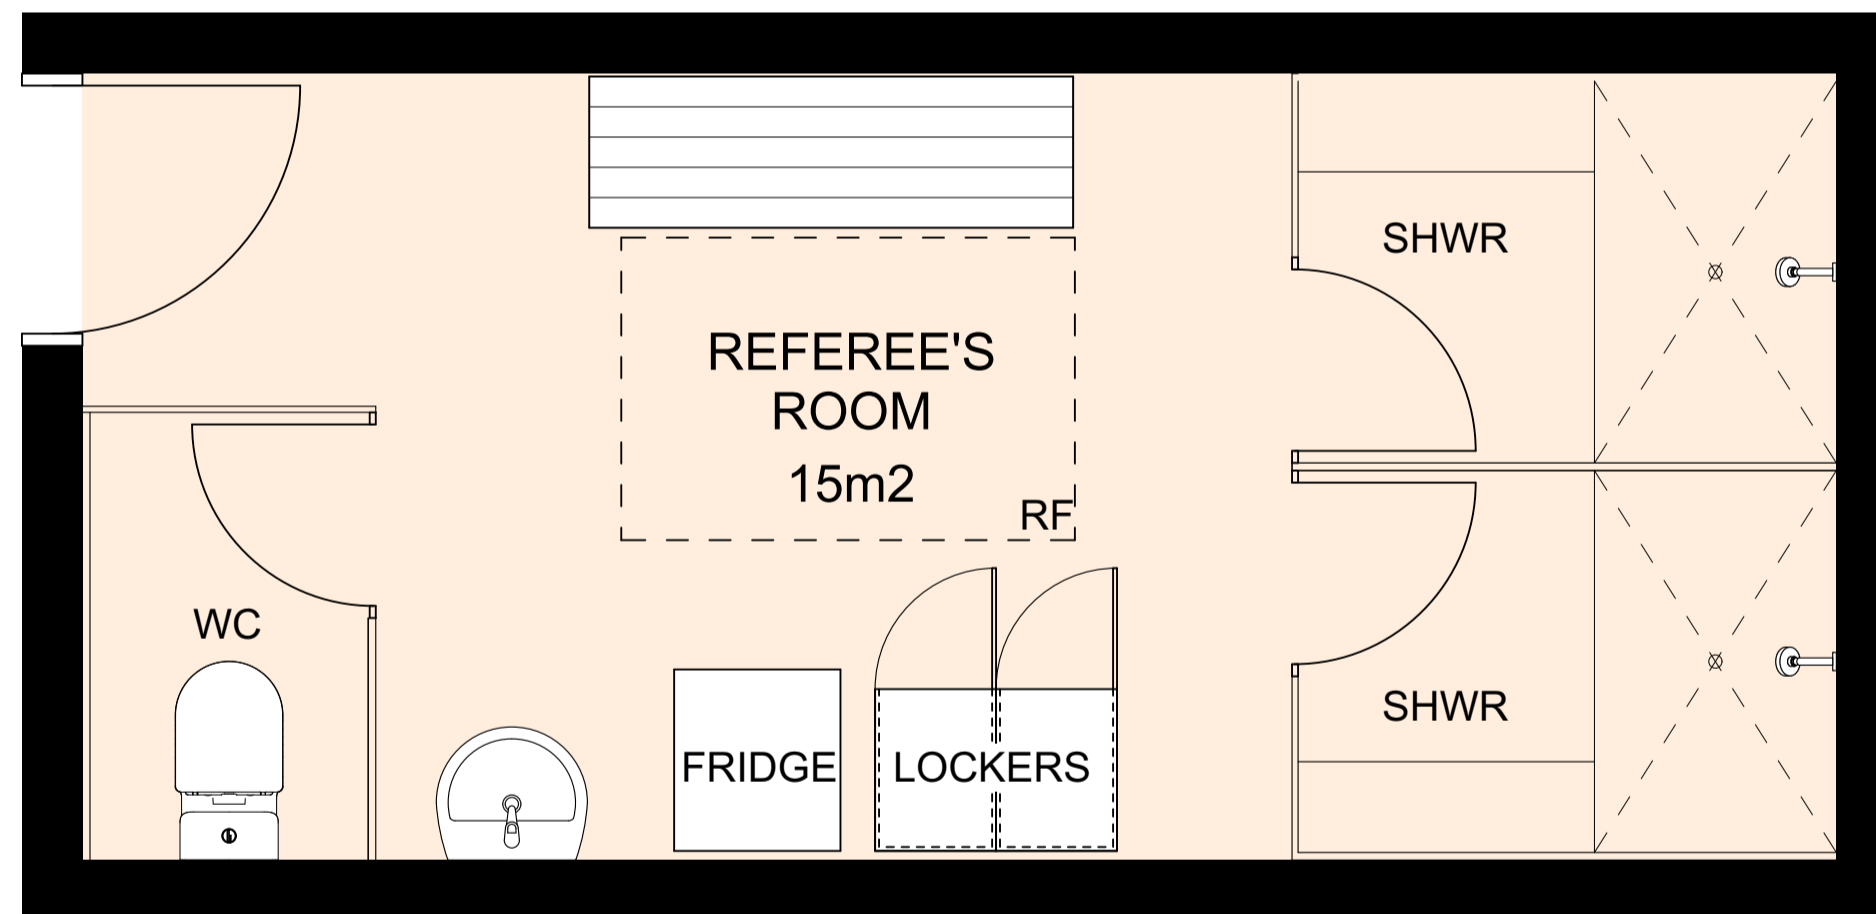 SHWR
REFEREE'S
ROOM
15m2
RF
WC
SHWR
FRIDGE
LOCKERS